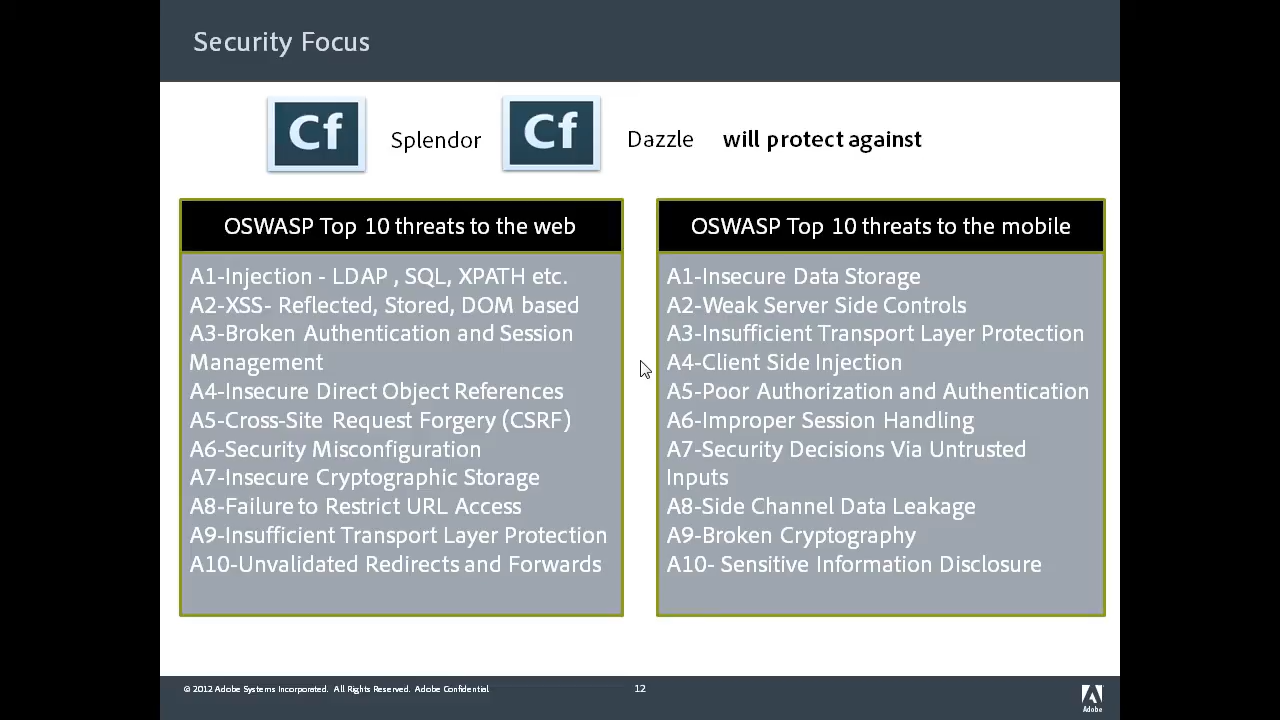 Security Focus
Cf Splendor Cf Dazzle will protect against
OSWASP Top 10 threats to the web
A1-Injection - LDAP , SQL, XPATH etc.
A2-XSS- Reflected, Stored, DOM based
A3-Broken Authentication and Session
Management
A4-Insecure Direct Object References
A5-Cross-Site Request Forgery (CSRF)
A6-Security Misconfiguration
A7-Insecure Cryptographic Storage
A8-Failure to Restrict URL Access
A9-Insufficient Transport Layer Protection
A10-Unvalidated Redirects and Forwards
OSWASP Top 10 threats to the mobile
A1-Insecure Data Storage
A2-Weak Server Side Controls
A3-Insufficient Transport Layer Protection
A4-Client Side Injection
A5-Poor Authorization and Authentication
A6-Improper Session Handling
A7-Security Decisions Via Untrusted
Inputs
A8-Side Channel Data Leakage
A9-Broken Cryptography
A10- Sensitive Information Disclosure
© 2012 Adobe Systems Incorporated. All Rights Reserved. Adobe Confidential
12
Adobe